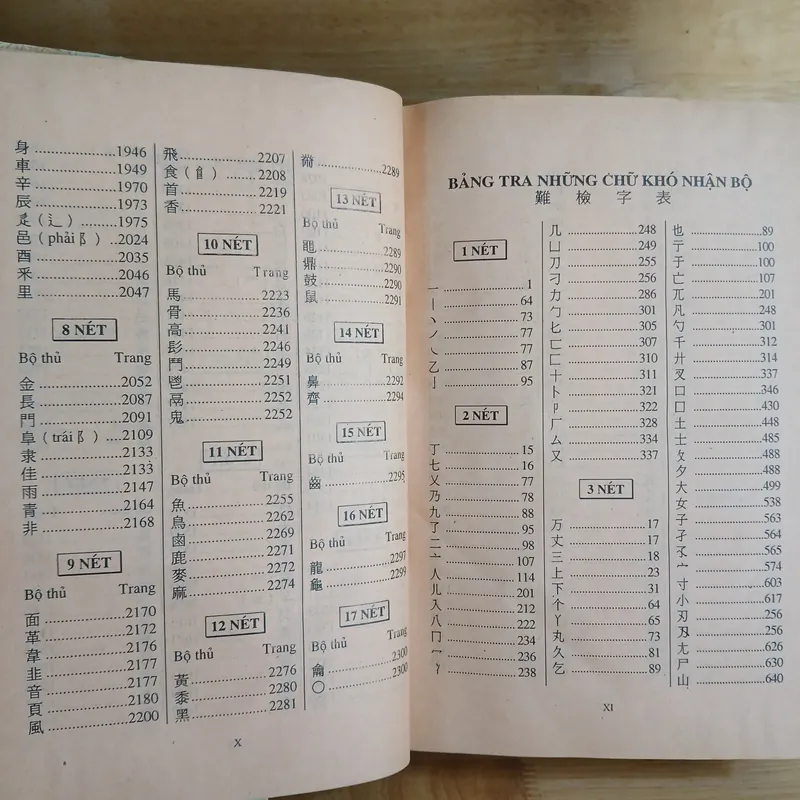 身 ..... 1946
車 ..... 1949
辛 ..... 1970
辰 ..... 1973
辵 (辶) ..... 1975
邑 (phải 阝) ..... 2024
酉 ..... 2035
釆 ..... 2046
里 ..... 2047
8 NÉT
Bộ thủ Trang
金 ..... 2052
長 ..... 2087
門 ..... 2091
阜 (trái 阝) ..... 2109
隶 ..... 2133
佳 ..... 2133
雨 ..... 2147
青 ..... 2164
非 ..... 2168
9 NÉT
Bộ thủ Trang
面 ..... 2170
革 ..... 2172
韋 ..... 2176
韭 ..... 2177
音 ..... 2177
頁 ..... 2180
風 ..... 2200
飛 ..... 2207
食 (飠) ..... 2208
首 ..... 2219
香 ..... 2221
10 NÉT
Bộ thủ Trang
馬 ..... 2223
骨 ..... 2236
高 ..... 2241
髟 ..... 2246
鬥 ..... 2249
鬯 ..... 2251
鬲 ..... 2252
鬼 ..... 2252
11 NÉT
Bộ thủ Trang
魚 ..... 2255
鳥 ..... 2262
鹵 ..... 2269
鹿 ..... 2271
麥 ..... 2272
麻 ..... 2274
12 NÉT
Bộ thủ Trang
黃 ..... 2276
黍 ..... 2280
黑 ..... 2281
黹 ..... 2289
13 NÉT
Bộ thủ Trang
黽 ..... 2289
鼎 ..... 2290
鼓 ..... 2290
鼠 ..... 2291
14 NÉT
Bộ thủ Trang
鼻 ..... 2292
齊 ..... 2294
15 NÉT
Bộ thủ Trang
齒 ..... 2295
16 NÉT
Bộ thủ Trang
龍 ..... 2297
龜 ..... 2299
17 NÉT
Bộ thủ Trang
龠 ..... 2300
〇 ..... 2300
X
BẢNG TRA NHỮNG CHỮ KHÓ NHẬN BỘ
難檢字表
1 NÉT
一 ..... 1
丨 ..... 64
丶 ..... 73
丿 ..... 77
乀 ..... 77
乙 ..... 87
亅 ..... 95
2 NÉT
丁 ..... 15
七 ..... 16
乂 ..... 77
乃 ..... 78
九 ..... 88
了 ..... 95
二 ..... 98
亠 ..... 107
人 ..... 114
儿 ..... 201
入 ..... 212
八 ..... 222
冂 ..... 234
冖 ..... 236
冫 ..... 238
几 ..... 248
凵 ..... 249
刀 ..... 255
刁 ..... 256
力 ..... 286
勹 ..... 301
匕 ..... 305
匚 ..... 307
匸 ..... 310
十 ..... 311
卜 ..... 321
卩 ..... 322
厂 ..... 328
厶 ..... 334
又 ..... 337
3 NÉT
万 ..... 17
丈 ..... 17
三 ..... 18
上 ..... 23
下 ..... 31
个 ..... 64
丫 ..... 65
丸 ..... 73
久 ..... 81
乞 ..... 89
也 ..... 89
亍 ..... 100
于 ..... 100
亡 ..... 107
兀 ..... 201
凡 ..... 248
勺 ..... 301
千 ..... 312
廾 ..... 314
叉 ..... 337
口 ..... 346
囗 ..... 430
土 ..... 448
士 ..... 485
夂 ..... 488
夕 ..... 488
大 ..... 499
女 ..... 538
子 ..... 563
孑 ..... 564
孓 ..... 565
宀 ..... 574
寸 ..... 603
小 ..... 617
刃 ..... 256
刄 ..... 256
尢 ..... 626
尸 ..... 630
山 ..... 640
XI